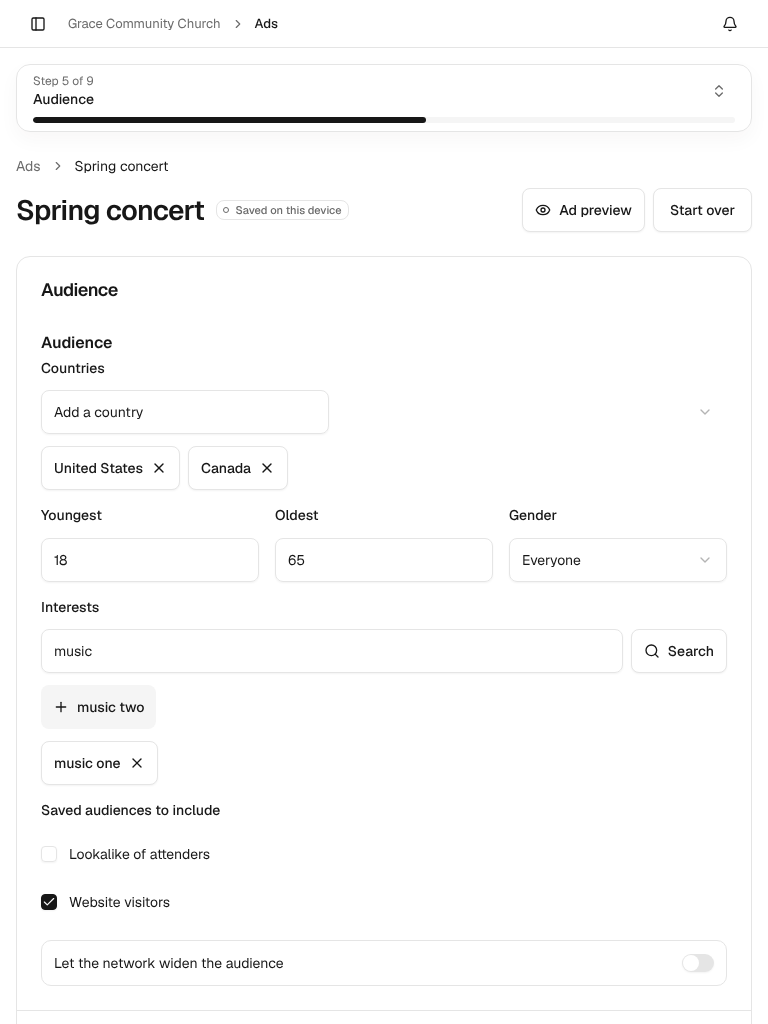 Grace Community Church > Ads
Step 5 of 9
Audience
Ads > Spring concert
Spring concert
Saved on this device
Ad preview
Start over
Audience
Audience
Countries
Add a country
United States
Canada
Youngest
Oldest
Gender
18
65
Everyone
Interests
music
Search
music two
music one
Saved audiences to include
Lookalike of attenders
Website visitors
Let the network widen the audience